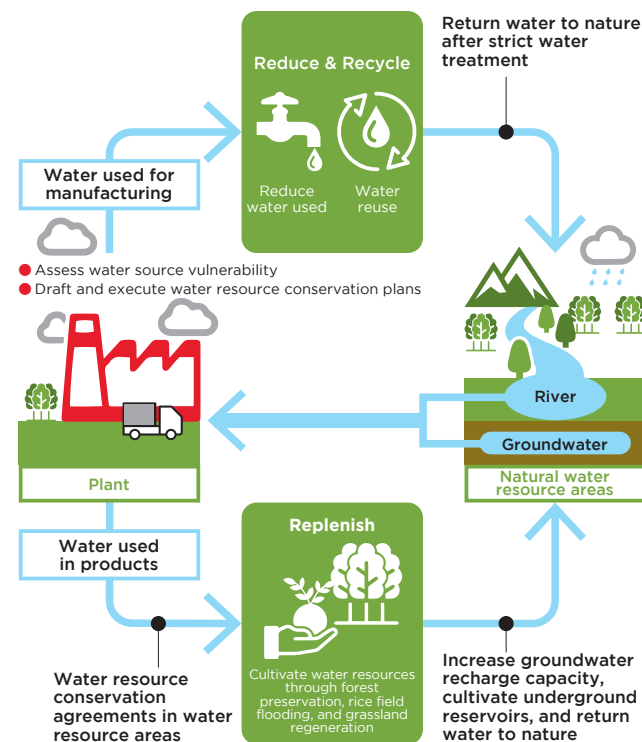 Return water to nature
after strict water
treatment
Reduce & Recycle
Reduce
water used
Water
reuse
Water used for
manufacturing
Assess water source vulnerability
Draft and execute water resource conservation plans
River
Groundwater
Plant
Natural water
resource areas
Water used
in products
Replenish
Cultivate water resources
through forest
preservation, rice field
flooding, and grassland
regeneration
Water resource
conservation
agreements in water
resource areas
Increase groundwater
recharge capacity,
cultivate underground
reservoirs, and return
water to nature